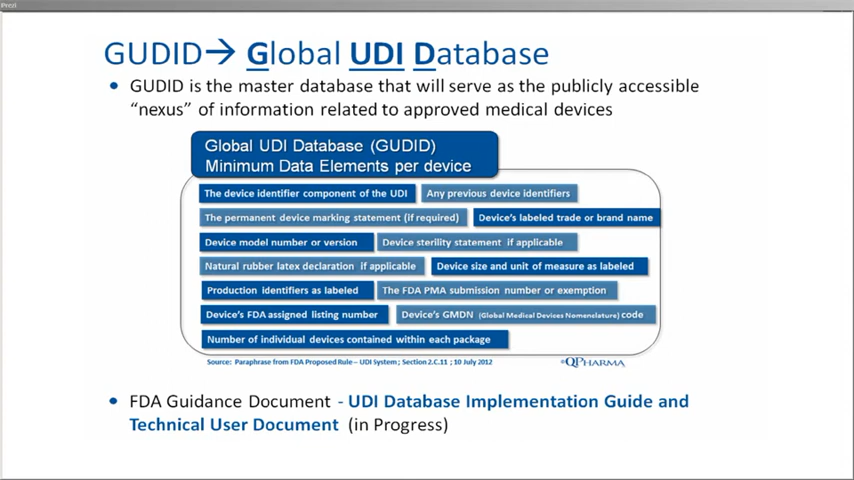 Prezi
GUDID→ Global UDI Database
• GUDID is the master database that will serve as the publicly accessible
"nexus" of information related to approved medical devices
Global UDI Database (GUDID)
Minimum Data Elements per device
The device identifier component of the UDI
Any previous device identifiers
The permanent device marking statement (if required)
Device's labeled trade or brand name
Device model number or version
Device sterility statement if applicable
Natural rubber latex declaration if applicable
Device size and unit of measure as labeled
Production identifiers as labeled
The FDA PMA submission number or exemption
Device's FDA assigned listing number
Device's GMDN (Global Medical Devices Nomenclature) code
Number of individual devices contained within each package
Source: Paraphrase from FDA Proposed Rule – UDI System ; Section 2.C.11 ; 10 July 2012
QPHARMA
• FDA Guidance Document - UDI Database Implementation Guide and
Technical User Document (in Progress)